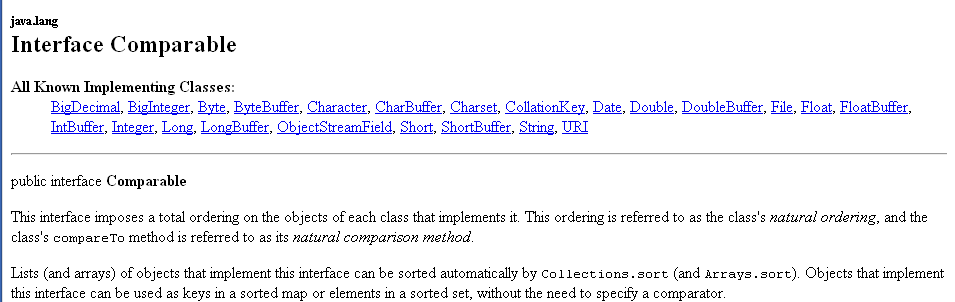 java.lang
Interface Comparable
All Known Implementing Classes:
BigDecimal, BigInteger, Byte, ByteBuffer, Character, CharBuffer, Charset, CollationKey, Date, Double, DoubleBuffer, File, Float, FloatBuffer,
IntBuffer, Integer, Long, LongBuffer, ObjectStreamField, Short, ShortBuffer, String, URI
public interface Comparable
This interface imposes a total ordering on the objects of each class that implements it. This ordering is referred to as the class's natural ordering, and the
class's compareTo method is referred to as its natural comparison method.
Lists (and arrays) of objects that implement this interface can be sorted automatically by Collections.sort (and Arrays.sort). Objects that implement
this interface can be used as keys in a sorted map or elements in a sorted set, without the need to specify a comparator.